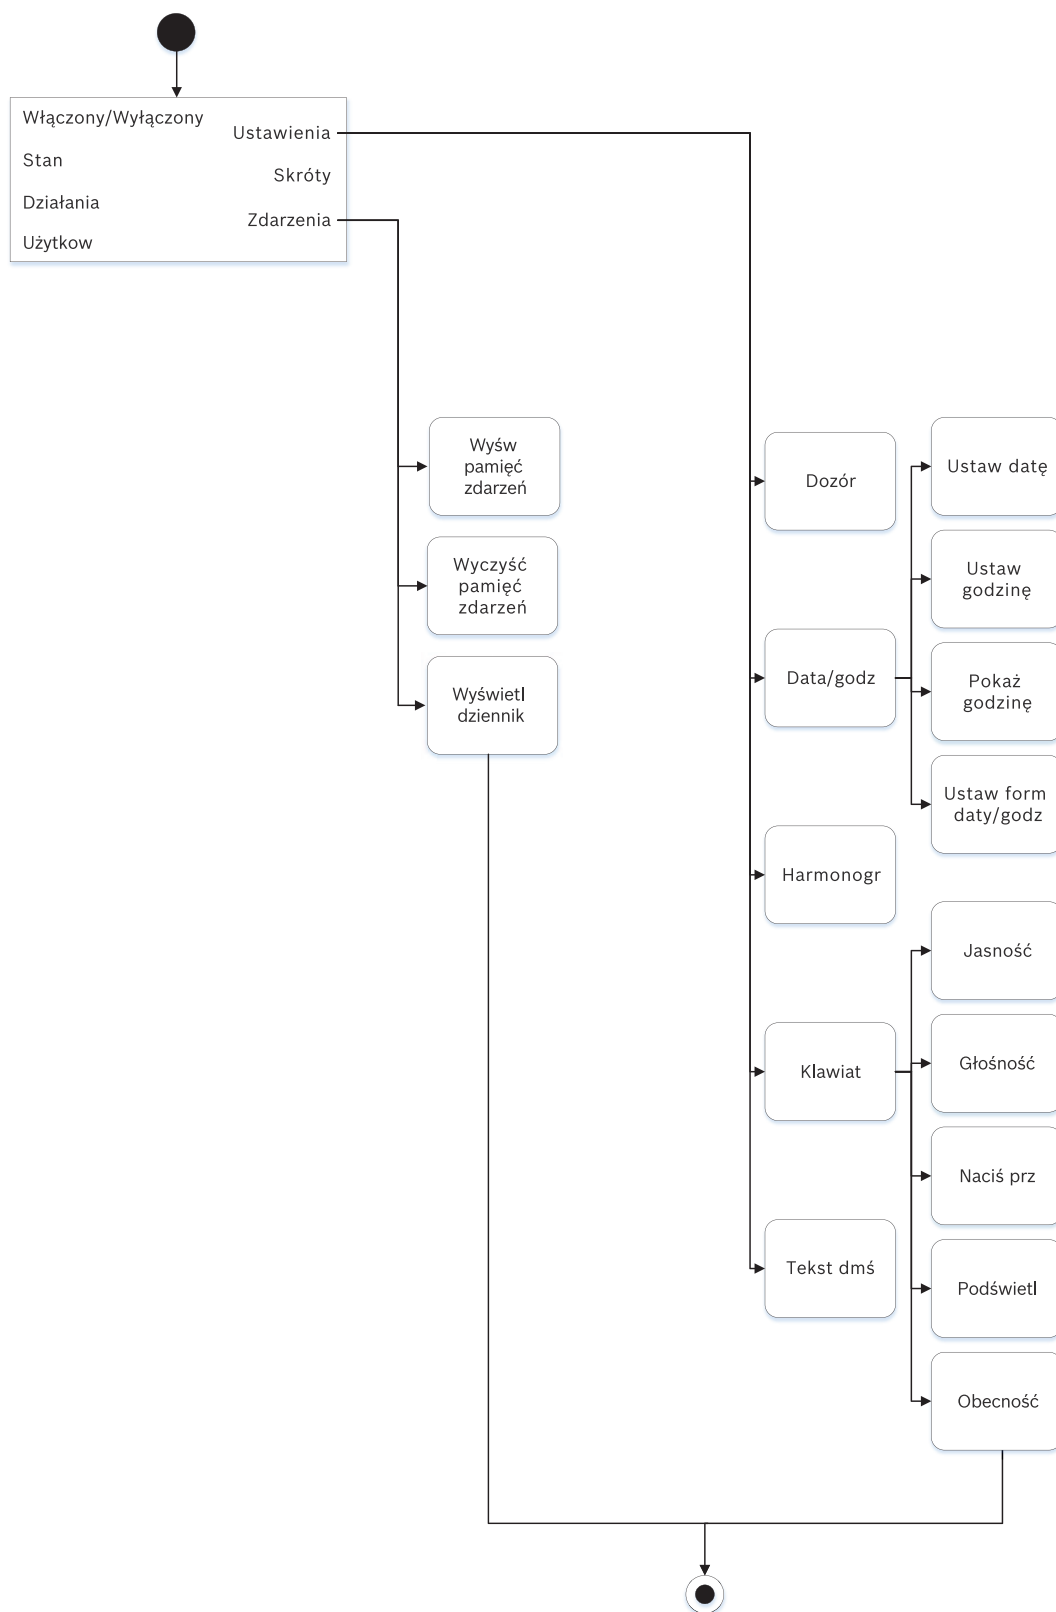 Włączony/Wyłączony
Stan
Działania
Użytkow
Ustawienia
Skróty
Zdarzenia
Wyśw
pamięć
zdarzeń
Wyczyść
pamięć
zdarzeń
Wyświetl
dziennik
Dozór
Data/godz
Harmonogr
Klawiat
Tekst dmś
Ustaw datę
Ustaw
godzinę
Pokaż
godzinę
Ustaw form
daty/godz
Jasność
Głośność
Naciś prz
Podświetl
Obecność